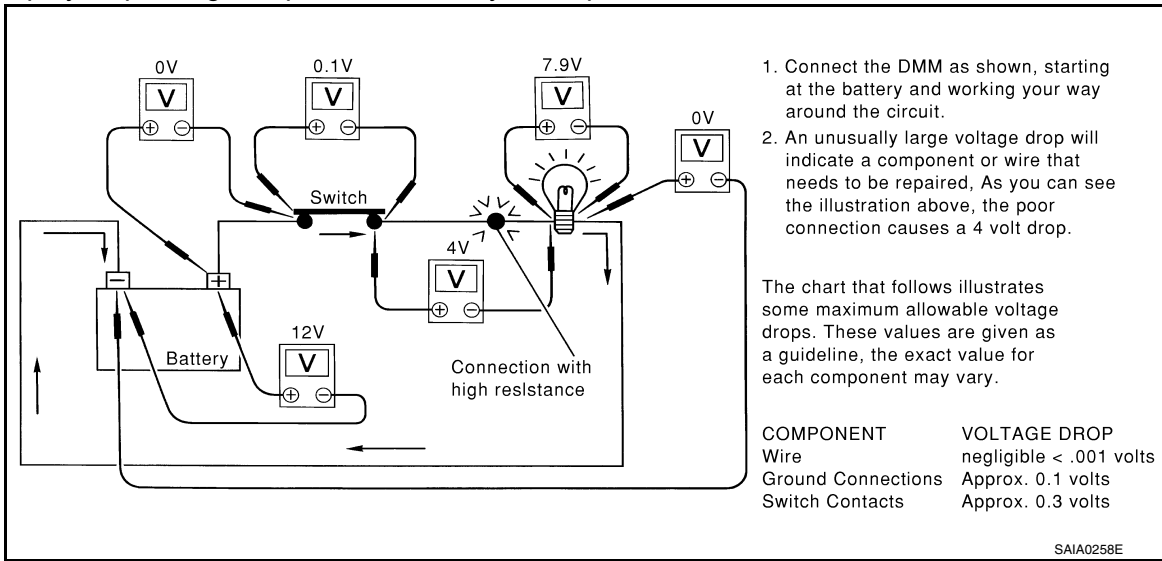 0V
0.1V
7.9V
0V
V
V
V
V
+ -
+ -
+ -
+ -
Switch
4V
V
+ -
- +
Battery
12V
V
+ -
Connection with
high reslstance
1. Connect the DMM as shown, starting
at the battery and working your way
around the circuit.
2. An unusually large voltage drop will
indicate a component or wire that
needs to be repaired, As you can see
the illustration above, the poor
connection causes a 4 volt drop.
The chart that follows illustrates
some maximum allowable voltage
drops. These values are given as
a guideline, the exact value for
each component may vary.
COMPONENT VOLTAGE DROP
Wire negligible < .001 volts
Ground Connections Approx. 0.1 volts
Switch Contacts Approx. 0.3 volts
SAIA0258E